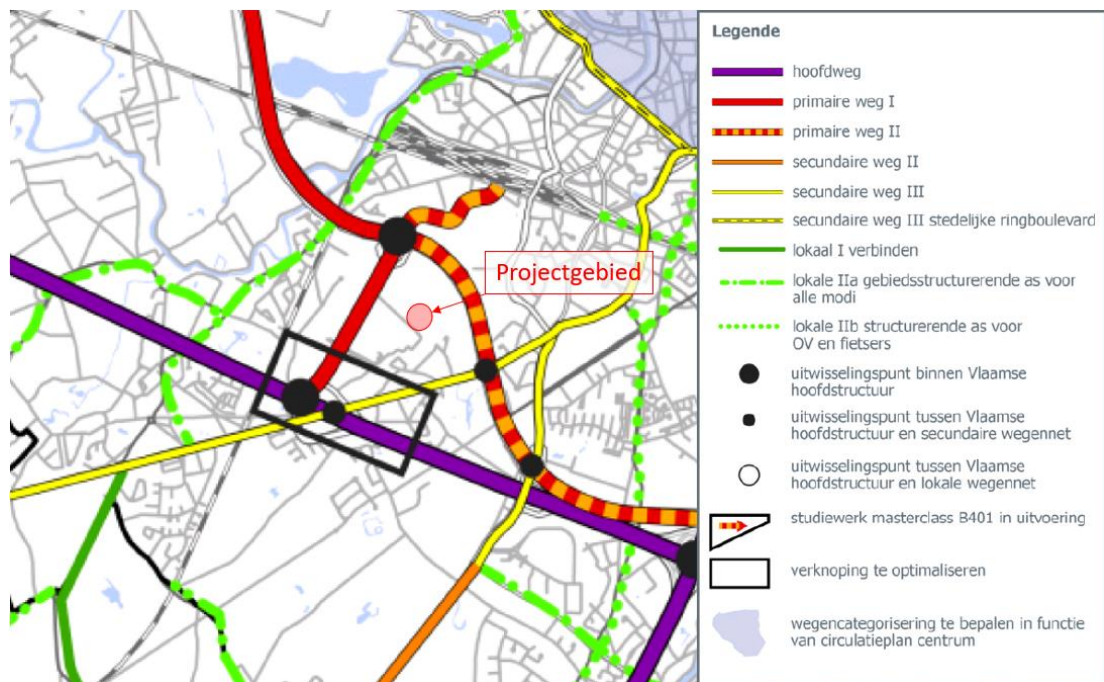 Projectgebied
Legende
hoofdweg
primaire weg I
primaire weg II
secundaire weg II
secundaire weg III
secundaire weg III stedelijke ringboulevard
lokaal I verbinden
lokale IIa gebiedsstructurerende as voor
alle modi
lokale IIb structurerende as voor
OV en fietsers
uitwisselingspunt binnen Vlaamse
hoofdstructuur
uitwisselingspunt tussen Vlaamse
hoofdstructuur en secundaire wegennet
uitwisselingspunt tussen Vlaamse
hoofdstructuur en lokale wegennet
studiewerk masterclass B401 in uitvoering
verknoping te optimaliseren
wegencategorisering te bepalen in functie
van circulatieplan centrum